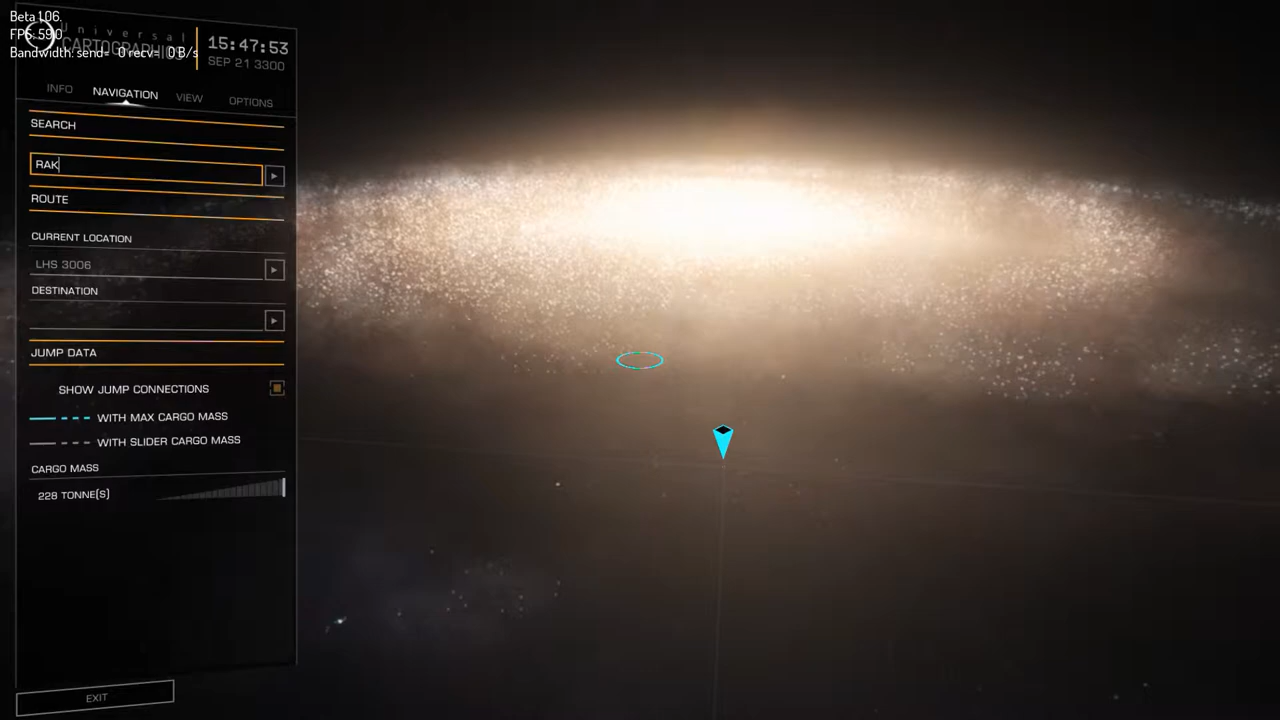 Beta 1.06.
FPS: 59.0
Bandwidth: send= 0 recv= 0 B/s
Universal
CARTOGRAPHICS
15:47:53
SEP 21 3300
INFO NAVIGATION VIEW OPTIONS
SEARCH
RAK
ROUTE
CURRENT LOCATION
LHS 3006
DESTINATION
JUMP DATA
SHOW JUMP CONNECTIONS
WITH MAX CARGO MASS
WITH SLIDER CARGO MASS
CARGO MASS
228 TONNE(S)
EXIT